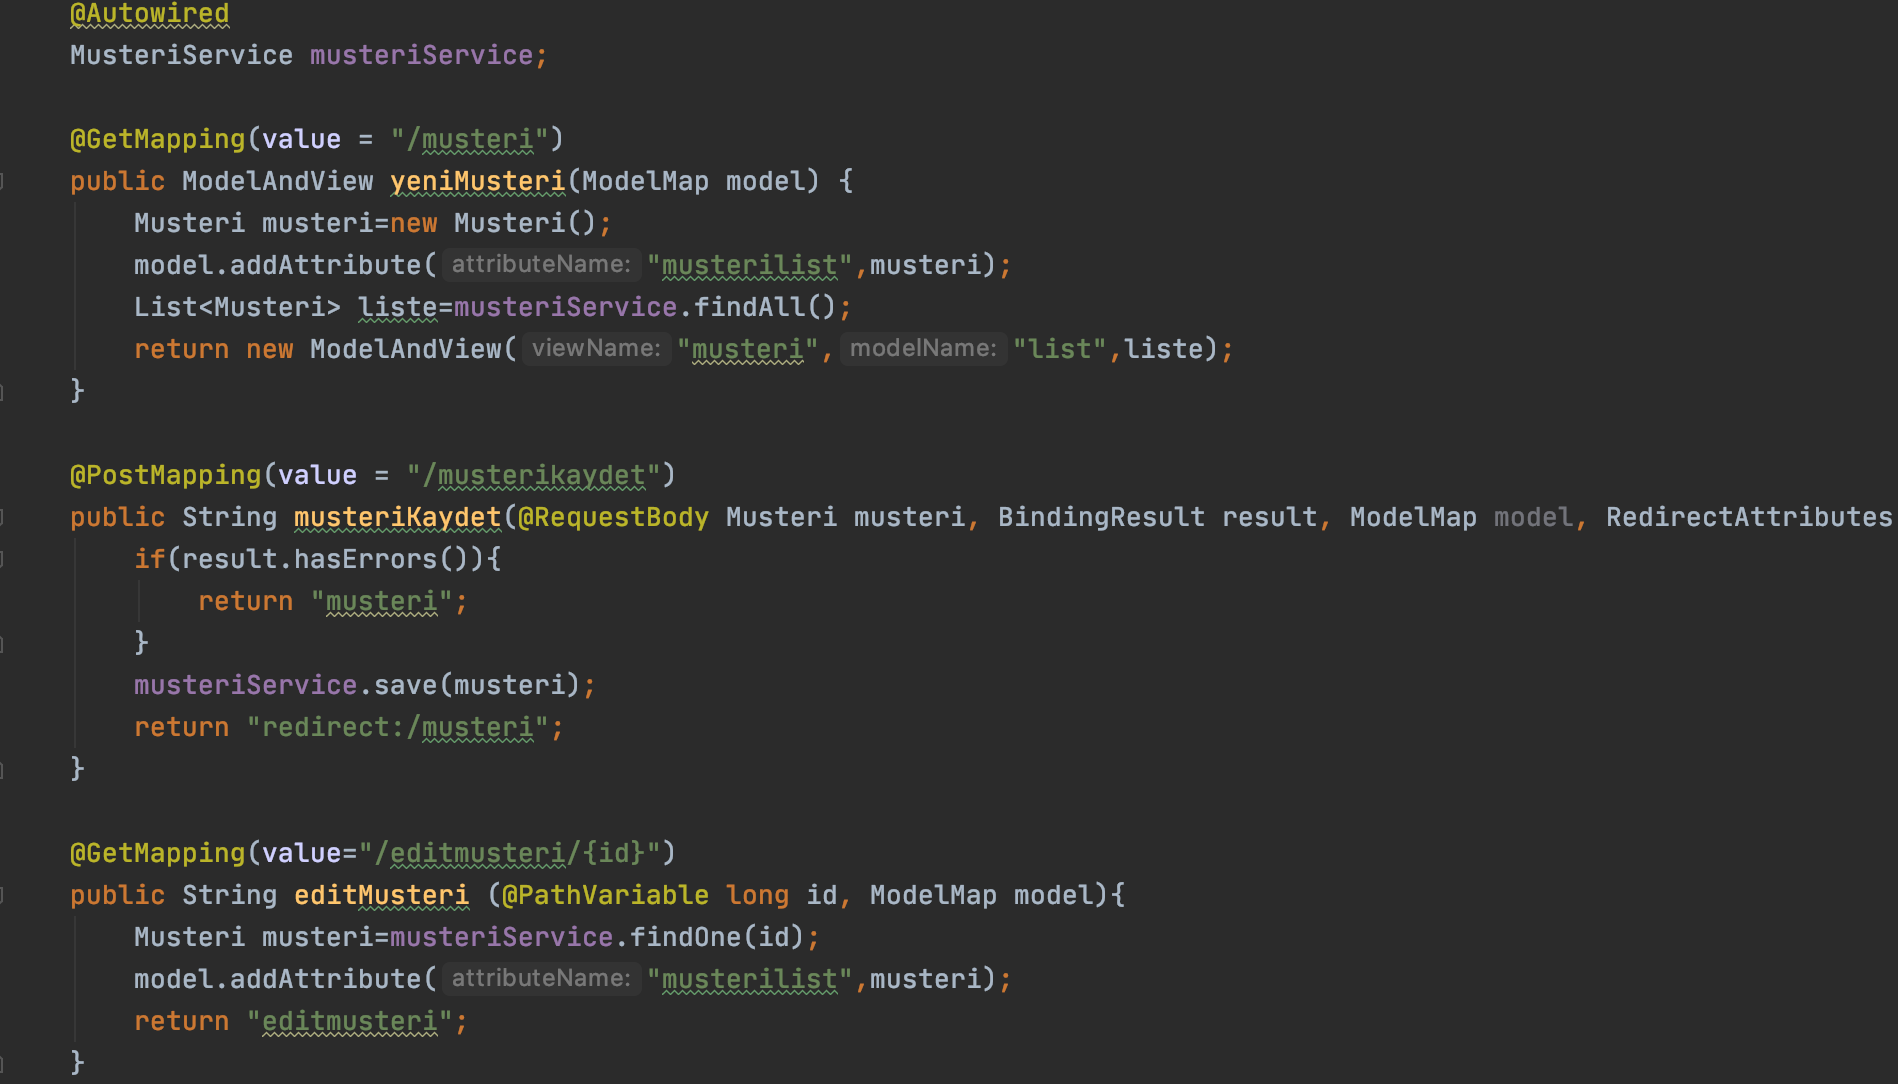 @Autowired
MusteriService musteriService;
@GetMapping(value = "/musteri")
public ModelAndView yeniMusteri(ModelMap model) {
Musteri musteri=new Musteri();
model.addAttribute( attributeName: "musterilist",musteri);
List<Musteri> liste=musteriService.findAll();
return new ModelAndView( viewName: "musteri", modelName: "list",liste);
}
@PostMapping(value = "/musterikaydet")
public String musteriKaydet(@RequestBody Musteri musteri, BindingResult result, ModelMap model, RedirectAttributes
if(result.hasErrors()){
return "musteri";
}
musteriService.save(musteri);
return "redirect:/musteri";
}
@GetMapping(value="/editmusteri/{id}")
public String editMusteri (@PathVariable long id, ModelMap model){
Musteri musteri=musteriService.findOne(id);
model.addAttribute( attributeName: "musterilist",musteri);
return "editmusteri";
}